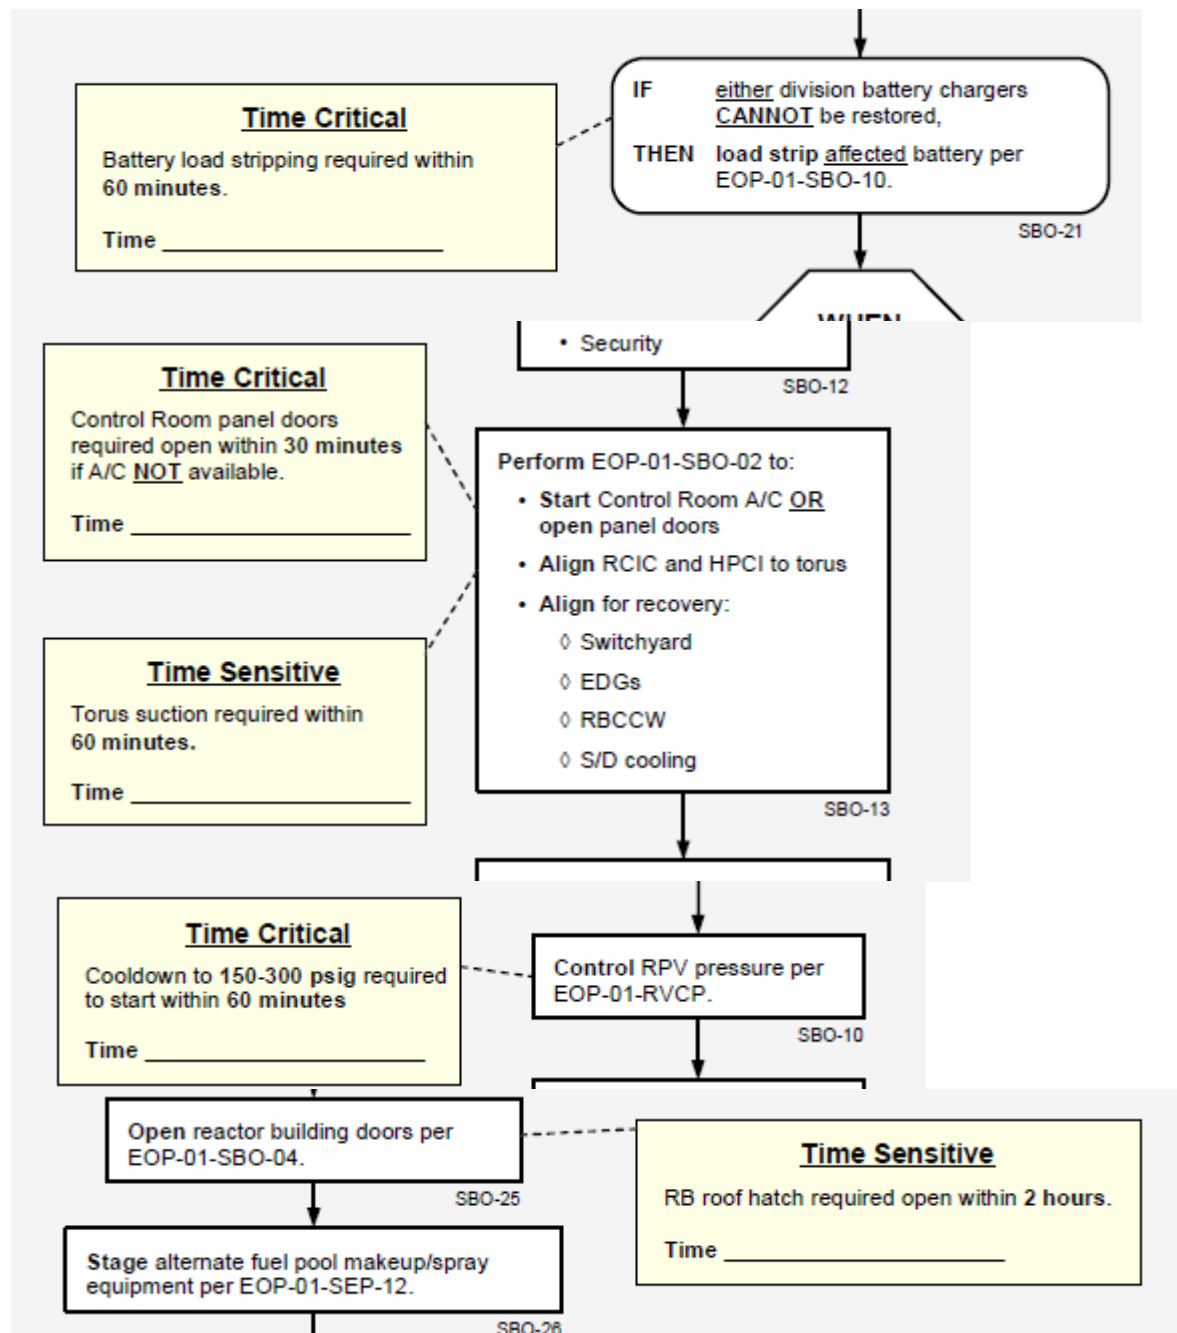 Time Critical
Battery load stripping required within
60 minutes.
Time ____________________
IF either division battery chargers
CANNOT be restored,
THEN load strip affected battery per
EOP-01-SBO-10.
SBO-21
WHEN
• Security
SBO-12
Time Critical
Control Room panel doors
required open within 30 minutes
if A/C NOT available.
Time ____________________
Perform EOP-01-SBO-02 to:
• Start Control Room A/C OR
open panel doors
• Align RCIC and HPCI to torus
• Align for recovery:
◊ Switchyard
◊ EDGs
◊ RBCCW
◊ S/D cooling
SBO-13
Time Sensitive
Torus suction required within
60 minutes.
Time ____________________
Time Critical
Cooldown to 150-300 psig required
to start within 60 minutes
Time ____________________
Control RPV pressure per
EOP-01-RVCP.
SBO-10
Open reactor building doors per
EOP-01-SBO-04.
SBO-25
Time Sensitive
RB roof hatch required open within 2 hours.
Time ____________________
Stage alternate fuel pool makeup/spray
equipment per EOP-01-SEP-12.
SBO-26